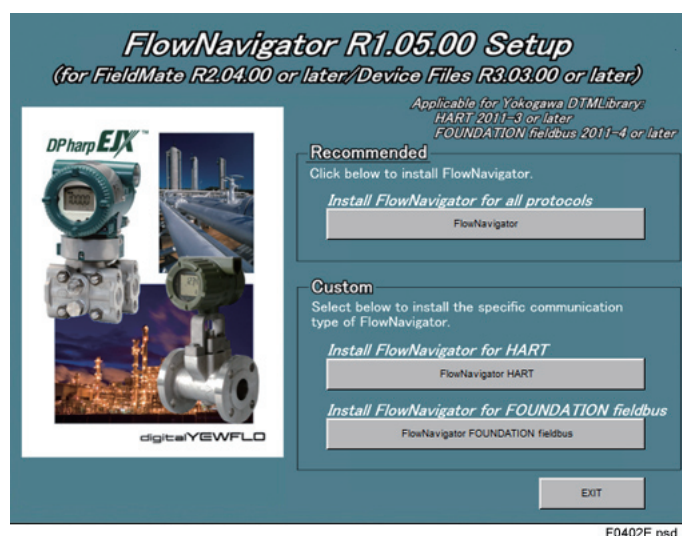 FlowNavigator R1.05.00 Setup
(for FieldMate R2.04.00 or later/Device Files R3.03.00 or later)
Applicable for Yokogawa DTMLibrary:
HART 2011-3 or later
FOUNDATION fieldbus 2011-4 or later
DPharp EJX™
digitalYEWFLO
Recommended
Click below to install FlowNavigator.
Install FlowNavigator for all protocols
FlowNavigator
Custom
Select below to install the specific communication
type of FlowNavigator.
Install FlowNavigator for HART
FlowNavigator HART
Install FlowNavigator for FOUNDATION fieldbus
FlowNavigator FOUNDATION fieldbus
EXIT
F0402E.psd